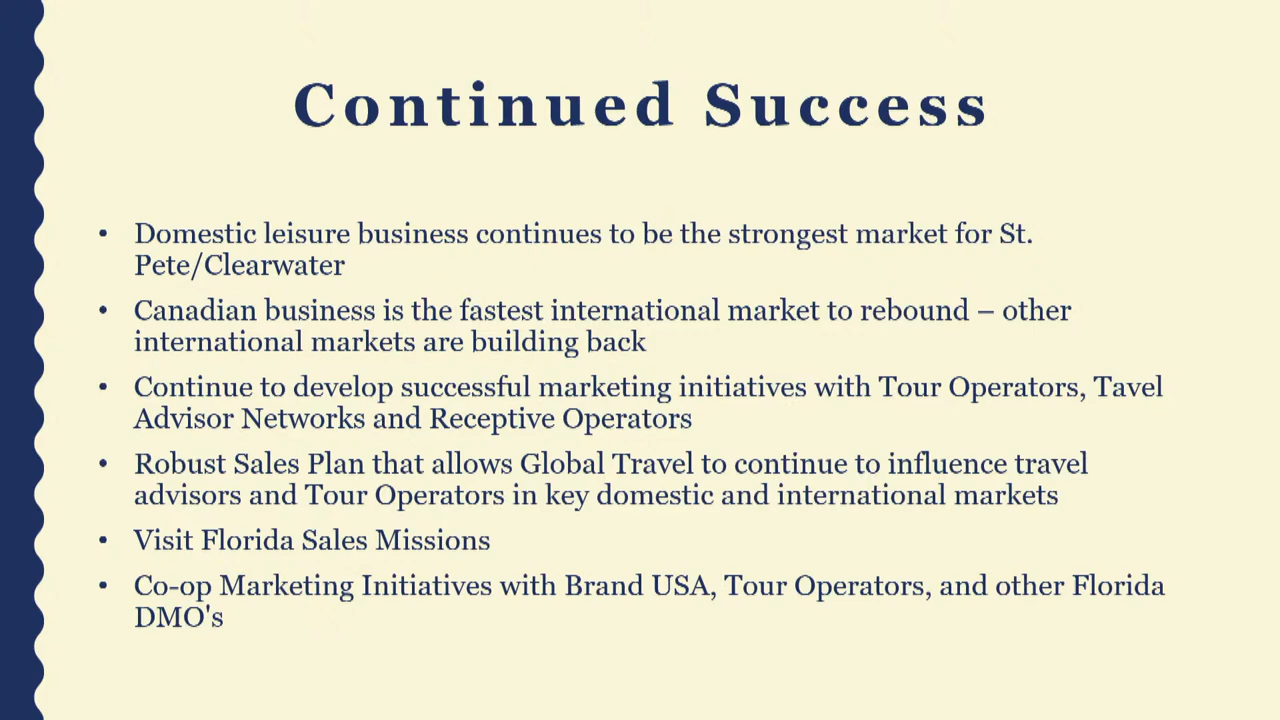 Continued Success
• Domestic leisure business continues to be the strongest market for St.
Pete/Clearwater
• Canadian business is the fastest international market to rebound – other
international markets are building back
• Continue to develop successful marketing initiatives with Tour Operators, Tavel
Advisor Networks and Receptive Operators
• Robust Sales Plan that allows Global Travel to continue to influence travel
advisors and Tour Operators in key domestic and international markets
• Visit Florida Sales Missions
• Co-op Marketing Initiatives with Brand USA, Tour Operators, and other Florida
DMO's